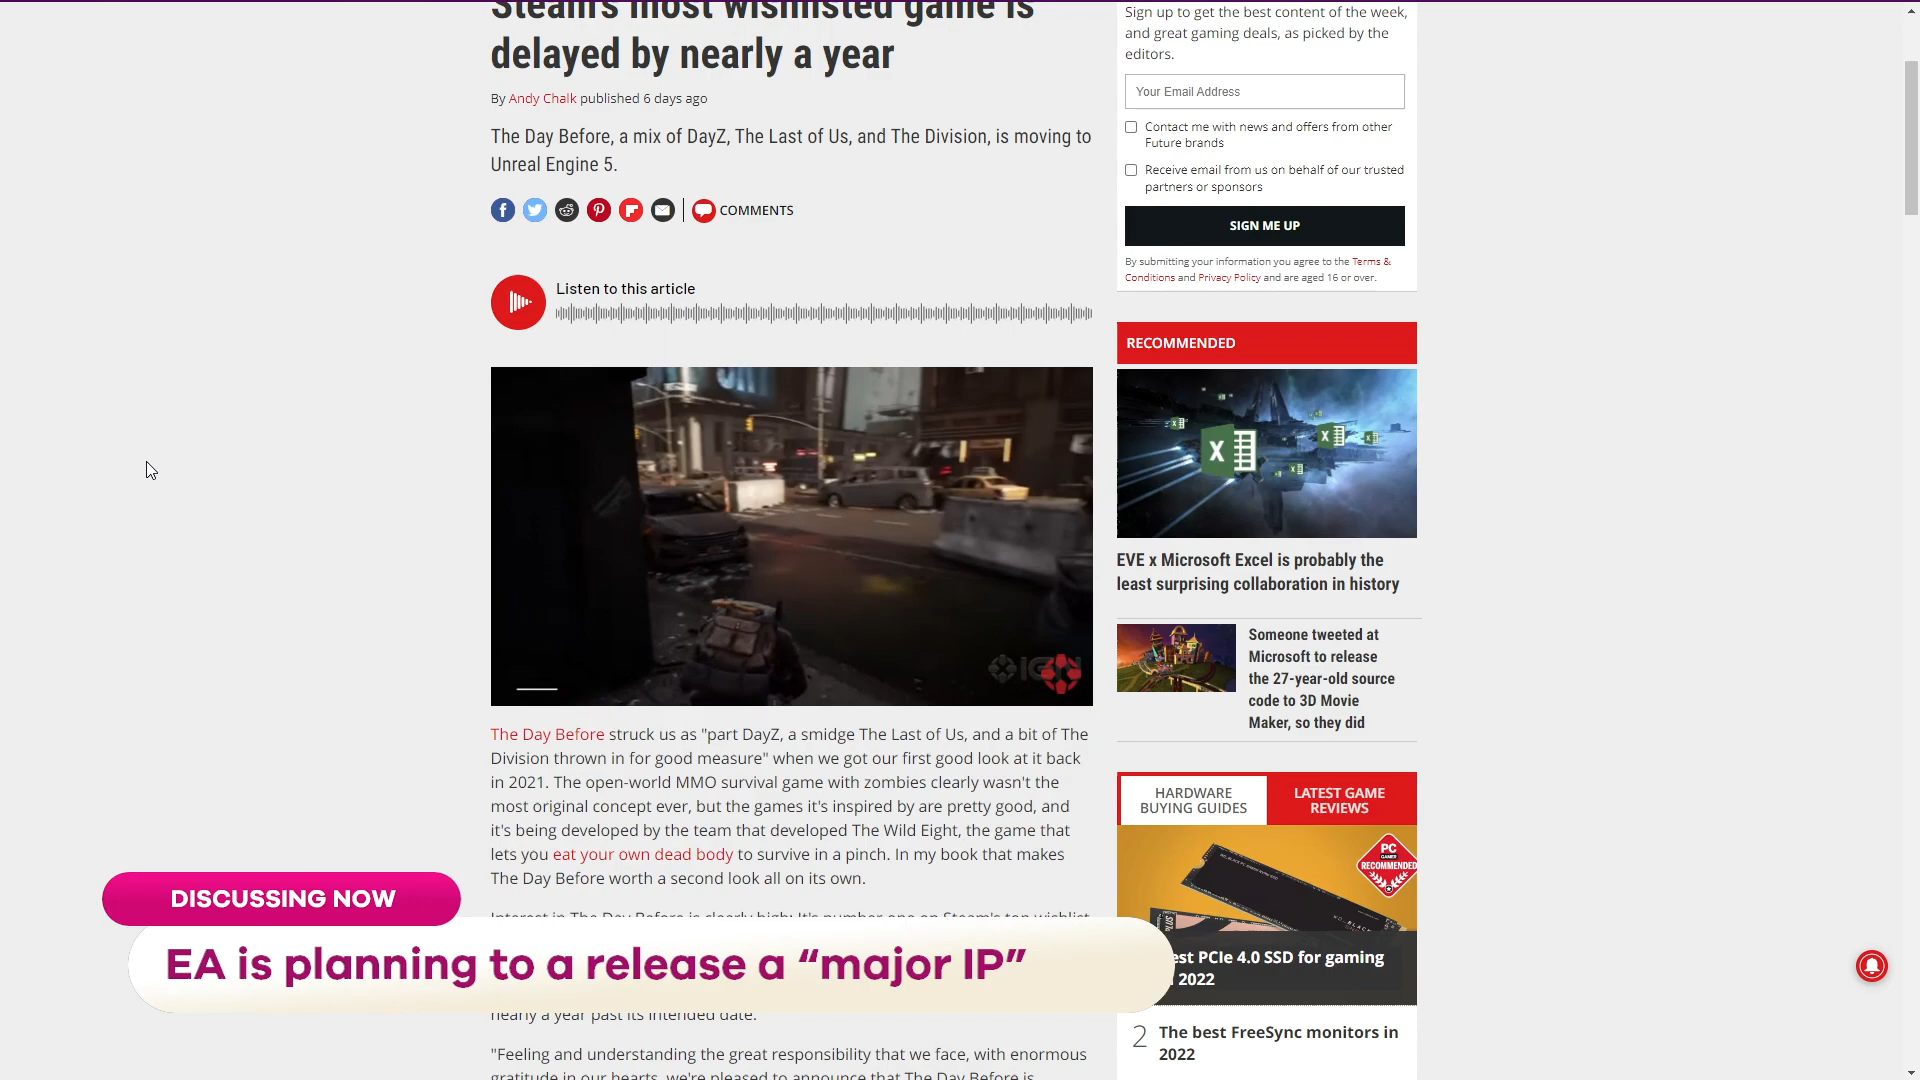 Steam's most wishlisted game is
delayed by nearly a year
By Andy Chalk published 6 days ago
The Day Before, a mix of DayZ, The Last of Us, and The Division, is moving to
Unreal Engine 5.
COMMENTS
Listen to this article
IGN
The Day Before struck us as "part DayZ, a smidge The Last of Us, and a bit of The
Division thrown in for good measure" when we got our first good look at it back
in 2021. The open-world MMO survival game with zombies clearly wasn't the
most original concept ever, but the games it's inspired by are pretty good, and
it's being developed by the team that developed The Wild Eight, the game that
lets you eat your own dead body to survive in a pinch. In my book that makes
The Day Before worth a second look all on its own.
Interest in The Day Before is clearly high: It's number one on Steam's top wishlist
DISCUSSING NOW
EA is planning to a release a “major IP”
nearly a year past its intended date.
"Feeling and understanding the great responsibility that we face, with enormous
gratitude in our hearts, we're pleased to announce that The Day Before is
Sign up to get the best content of the week,
and great gaming deals, as picked by the
editors.
Your Email Address
Contact me with news and offers from other
Future brands
Receive email from us on behalf of our trusted
partners or sponsors
SIGN ME UP
By submitting your information you agree to the Terms &
Conditions and Privacy Policy and are aged 16 or over.
RECOMMENDED
EVE x Microsoft Excel is probably the
least surprising collaboration in history
Someone tweeted at
Microsoft to release
the 27-year-old source
code to 3D Movie
Maker, so they did
HARDWARE
BUYING GUIDES
LATEST GAME
REVIEWS
PC
GAMER
RECOMMENDED
est PCIe 4.0 SSD for gaming
2022
2
The best FreeSync monitors in
2022